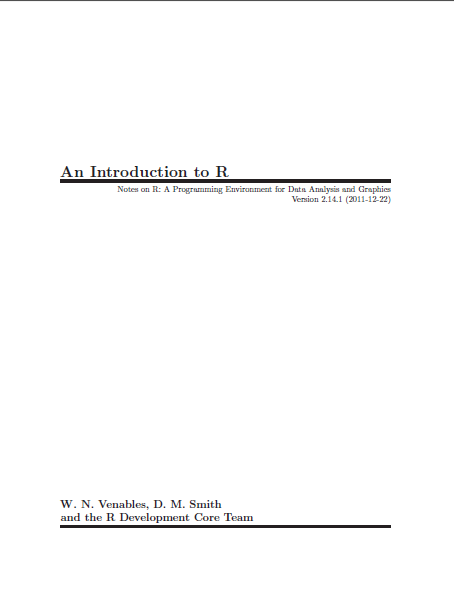 An Introduction to R
Notes on R: A Programming Environment for Data Analysis and Graphics
Version 2.14.1 (2011-12-22)
W. N. Venables, D. M. Smith
and the R Development Core Team